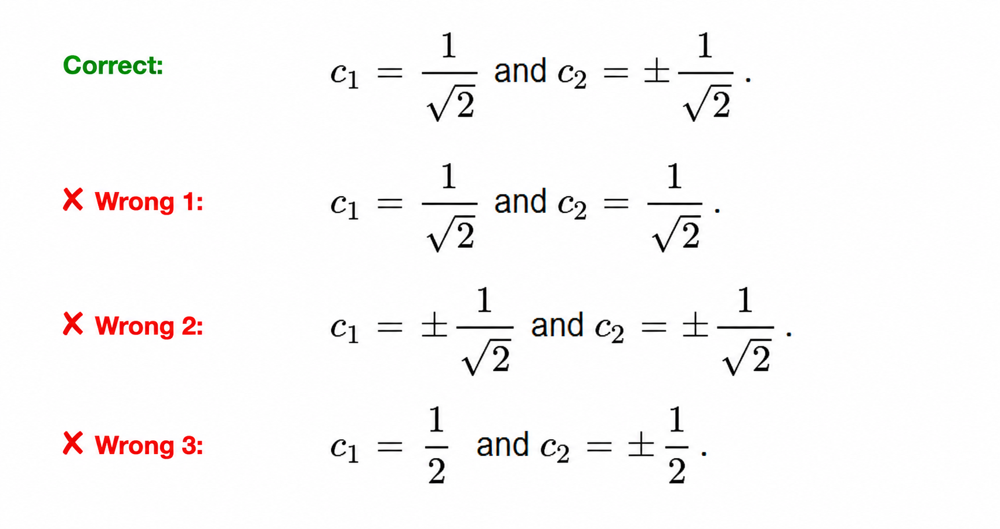 Correct: c₁ = 1/√2 and c₂ = ± 1/√2 .
✗ Wrong 1: c₁ = 1/√2 and c₂ = 1/√2 .
✗ Wrong 2: c₁ = ± 1/√2 and c₂ = ± 1/√2 .
✗ Wrong 3: c₁ = 1/2 and c₂ = ± 1/2 .